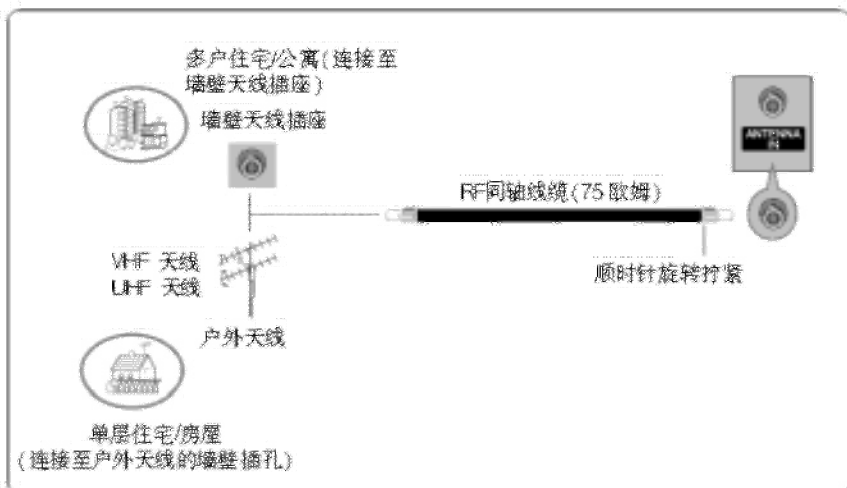 多户住宅/公寓(连接至
墙壁天线插座)
墙壁天线插座
ANTENNA
IN
RF同轴线缆(75 欧姆)
顺时针旋转拧紧
VHF 天线
UHF 天线
户外天线
单层住宅/房屋
(连接至户外天线的墙壁插孔)